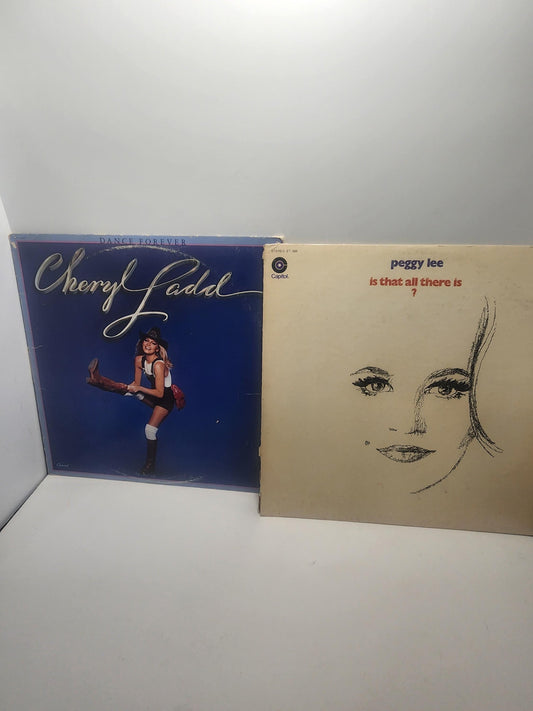 DANCE FOREVER
Cheryl Ladd
Capitol
Capitol
peggy lee
is that all there is
?